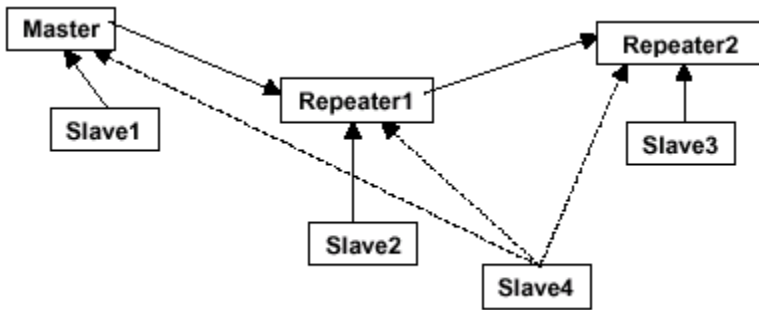 Master
Repeater2
Repeater1
Slave1
Slave3
Slave2
Slave4